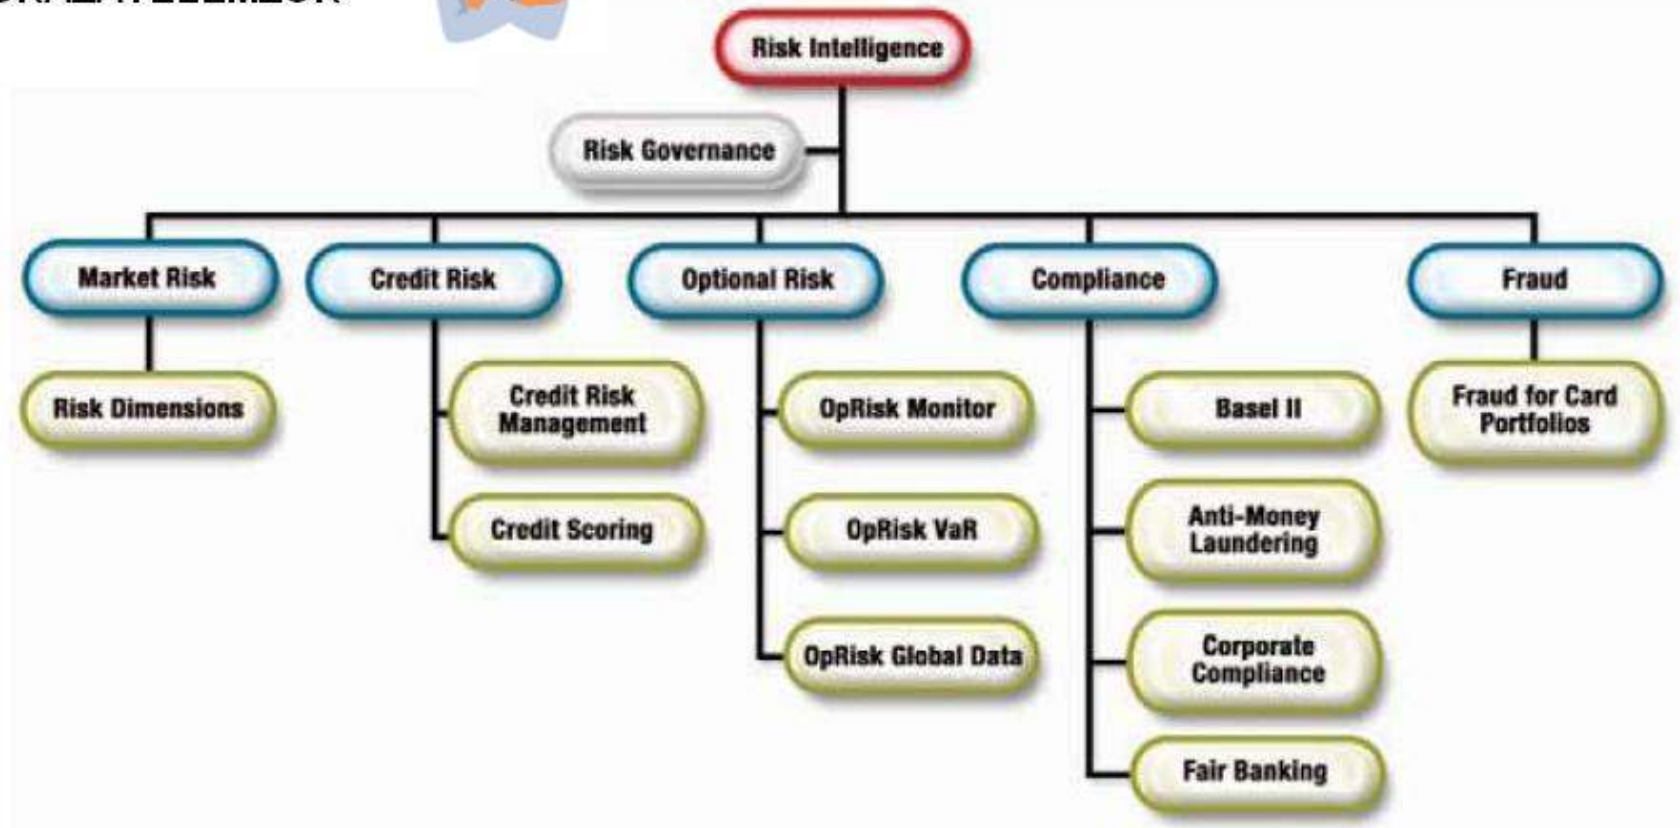 Risk Intelligence
Risk Governance
Market Risk
Credit Risk
Optional Risk
Compliance
Fraud
Risk Dimensions
Credit Risk
Management
Credit Scoring
OpRisk Monitor
OpRisk VaR
OpRisk Global Data
Basel II
Anti-Money
Laundering
Corporate
Compliance
Fair Banking
Fraud for Card
Portfolios